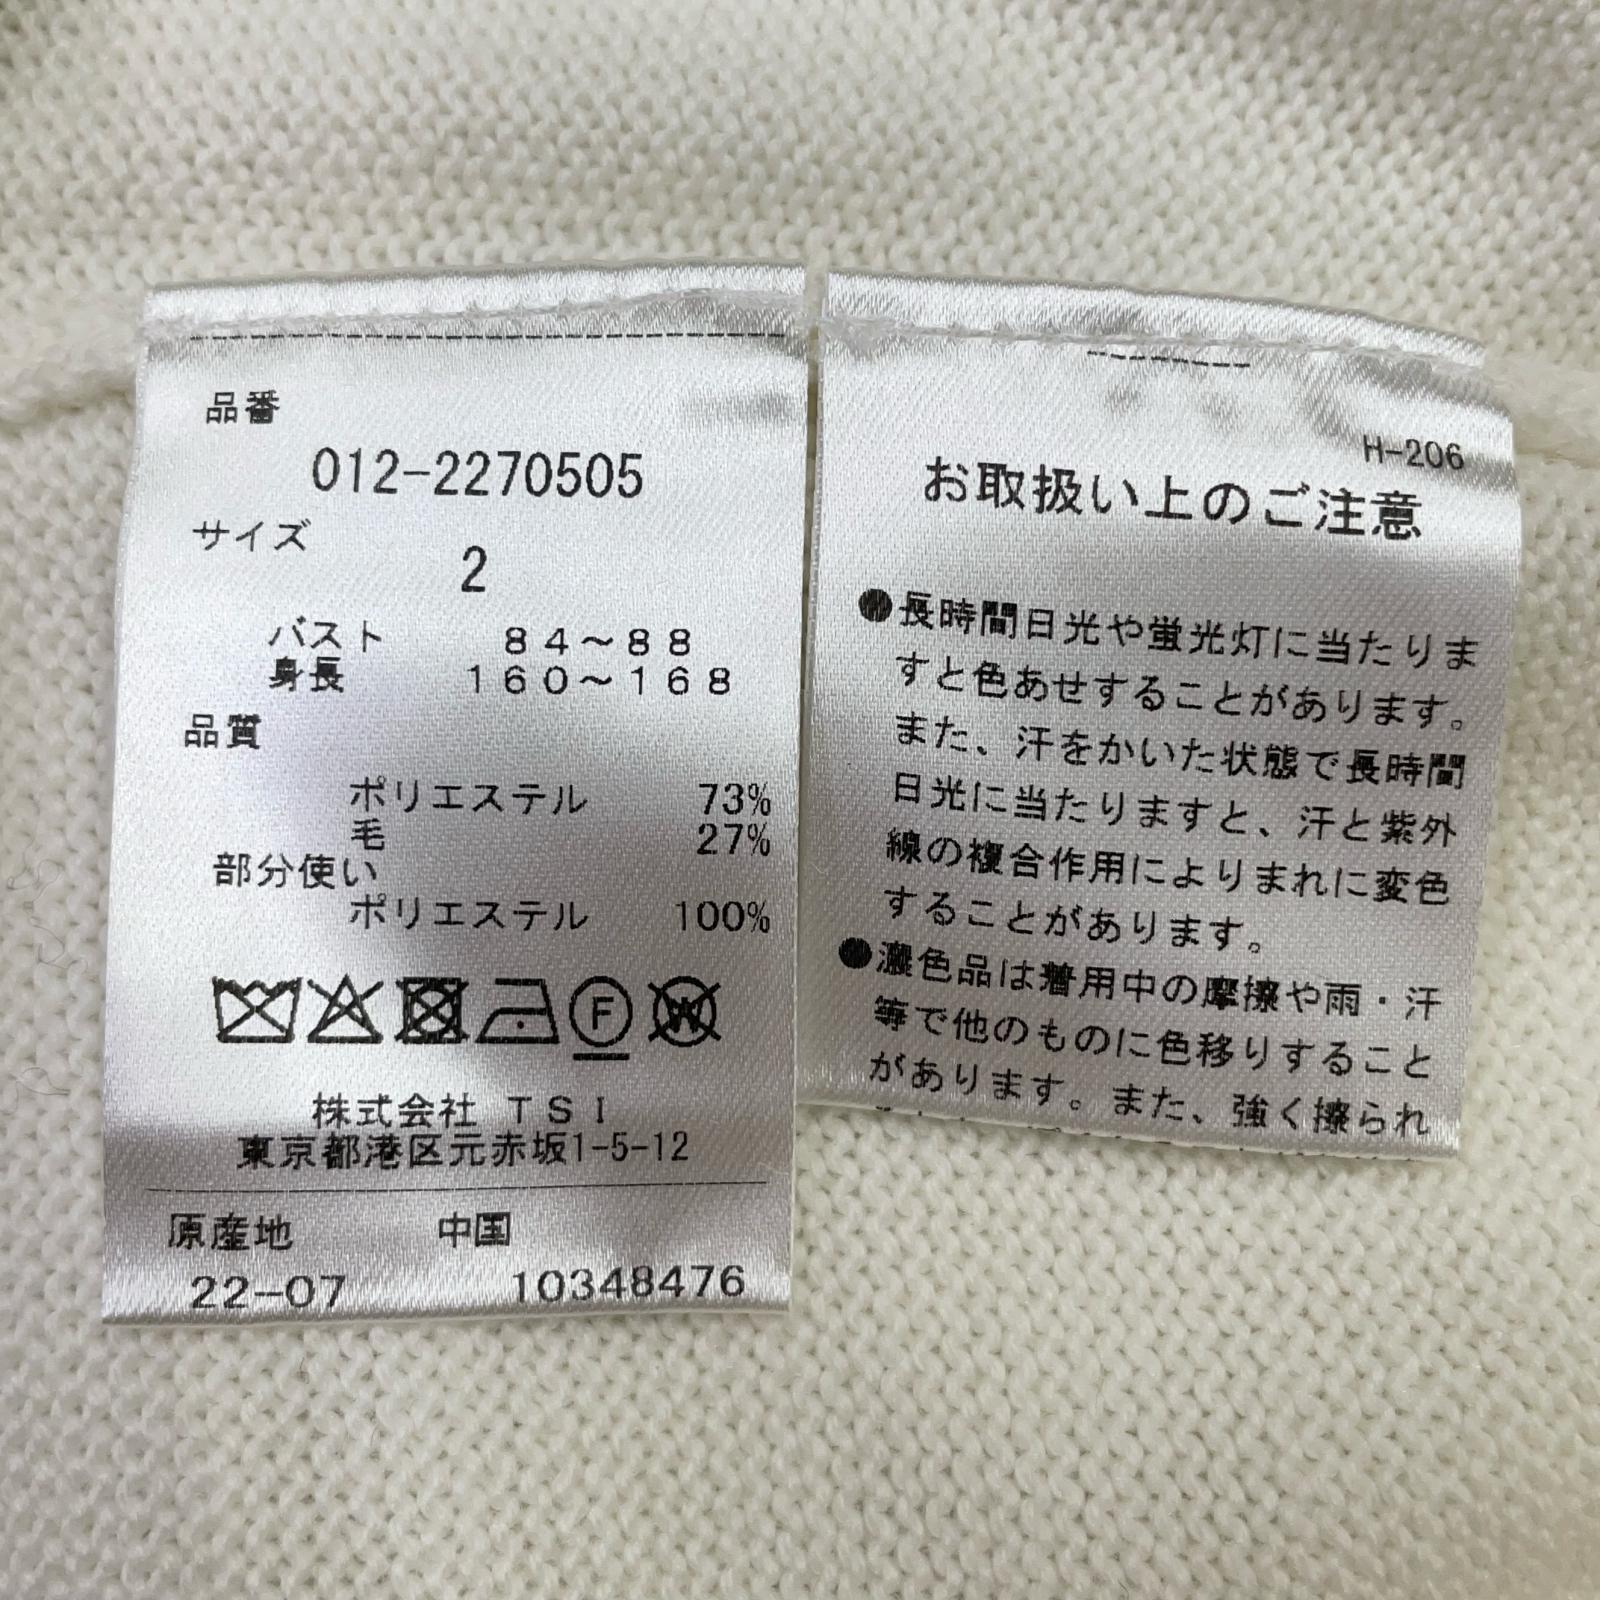 品番
012-2270505
サイズ
2
バスト 84～88
身長 160～168
品質
ポリエステル 73%
毛 27%
部分使い
ポリエステル 100%
F W
株式会社 TSI
東京都港区元赤坂1-5-12
原産地 中国
22-07 10348476
H-206
お取扱い上のご注意
●長時間日光や蛍光灯に当たりま
すと色あせすることがあります。
また、汗をかいた状態で長時間
日光に当たりますと、汗と紫外
線の複合作用によりまれに変色
することがあります。
●濃色品は着用中の摩擦や雨・汗
等で他のものに色移りすること
があります。また、強く擦られ